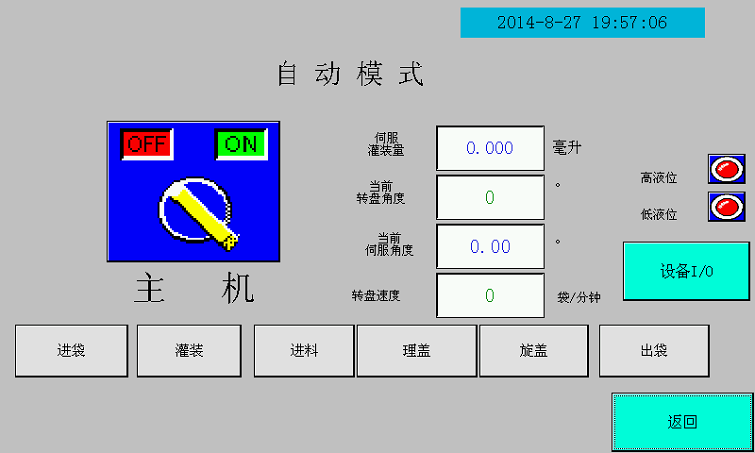 2014-8-27 19:57:06
自动模式
OFF ON
主 机
伺服
灌装量 0.000 毫升
当前
转盘角度 0 °
当前
伺服角度 0.00 °
转盘速度 0 袋/分钟
高液位
低液位
设备I/O
进袋 灌装 进料 理盖 旋盖 出袋
返回